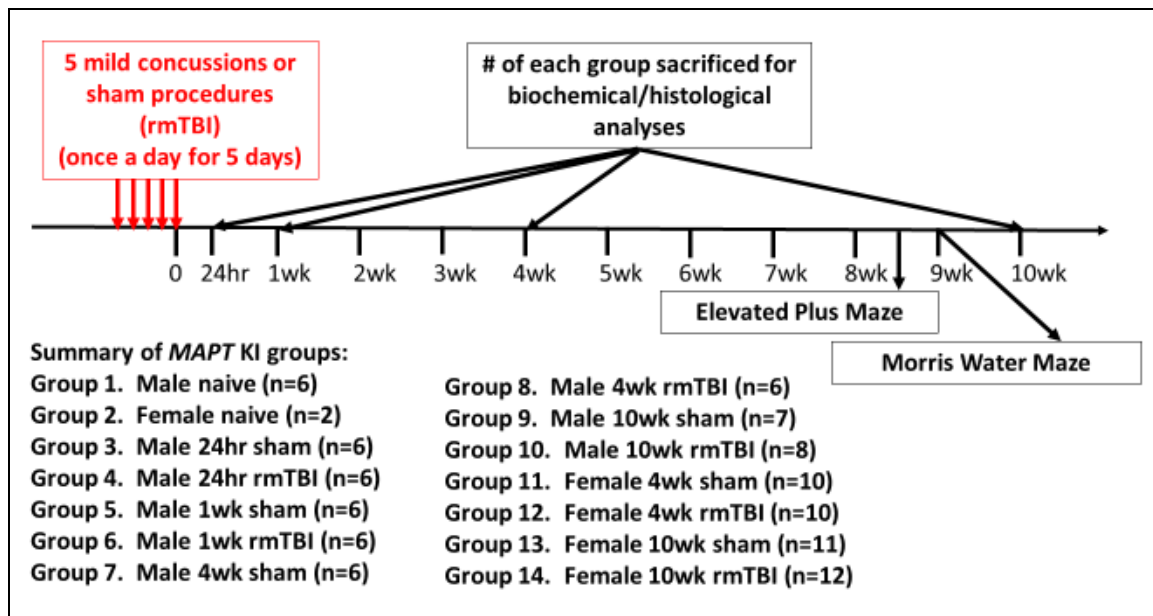 5 mild concussions or
sham procedures
(rmTBI)
(once a day for 5 days)
# of each group sacrificed for
biochemical/histological
analyses
0
24hr
1wk
2wk
3wk
4wk
5wk
6wk
7wk
8wk
9wk
10wk
Elevated Plus Maze
Morris Water Maze
Summary of MAPT KI groups:
Group 1. Male naive (n=6)
Group 2. Female naive (n=2)
Group 3. Male 24hr sham (n=6)
Group 4. Male 24hr rmTBI (n=6)
Group 5. Male 1wk sham (n=6)
Group 6. Male 1wk rmTBI (n=6)
Group 7. Male 4wk sham (n=6)
Group 8. Male 4wk rmTBI (n=6)
Group 9. Male 10wk sham (n=7)
Group 10. Male 10wk rmTBI (n=8)
Group 11. Female 4wk sham (n=10)
Group 12. Female 4wk rmTBI (n=10)
Group 13. Female 10wk sham (n=11)
Group 14. Female 10wk rmTBI (n=12)